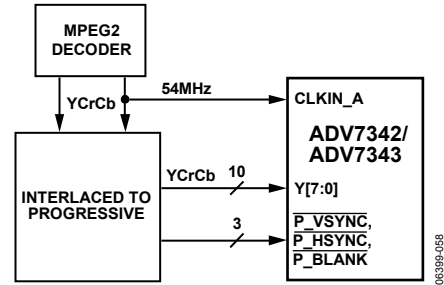 MPEG2
DECODER
YCrCb
54MHz
CLKIN_A
ADV7342/
ADV7343
INTERLACED TO
PROGRESSIVE
YCrCb
10
Y[7:0]
3
P_VSYNC,
P_HSYNC,
P_BLANK
06399-058